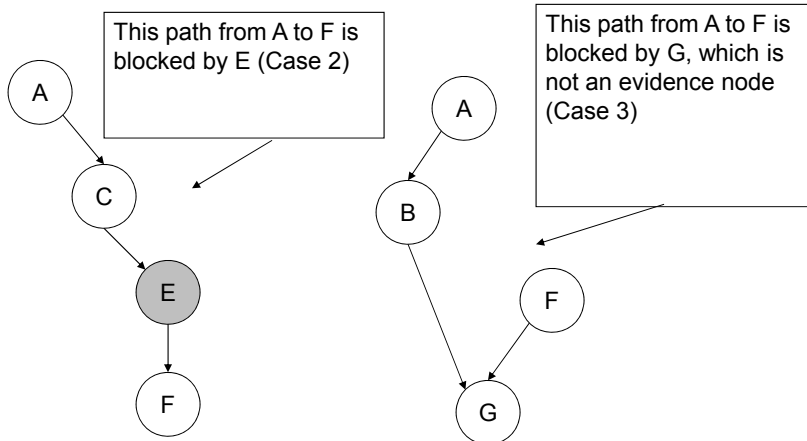 This path from A to F is
blocked by E (Case 2)
This path from A to F is
blocked by G, which is
not an evidence node
(Case 3)
A
C
E
F
A
B
F
G